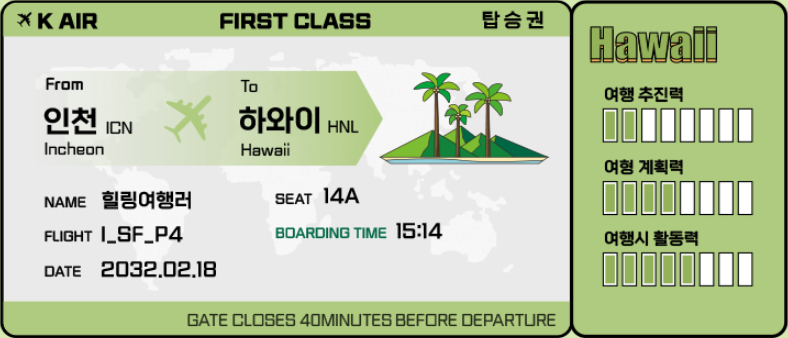 K AIR FIRST CLASS 탑승권
From To
인천 ICN 하와이 HNL
Incheon Hawaii
NAME 힐링여행러 SEAT 14A
FLIGHT I_SF_P4 BOARDING TIME 15:14
DATE 2032.02.18
GATE CLOSES 40MINUTES BEFORE DEPARTURE
Hawaii
여행 추진력
여형 계획력
여행시 활동력